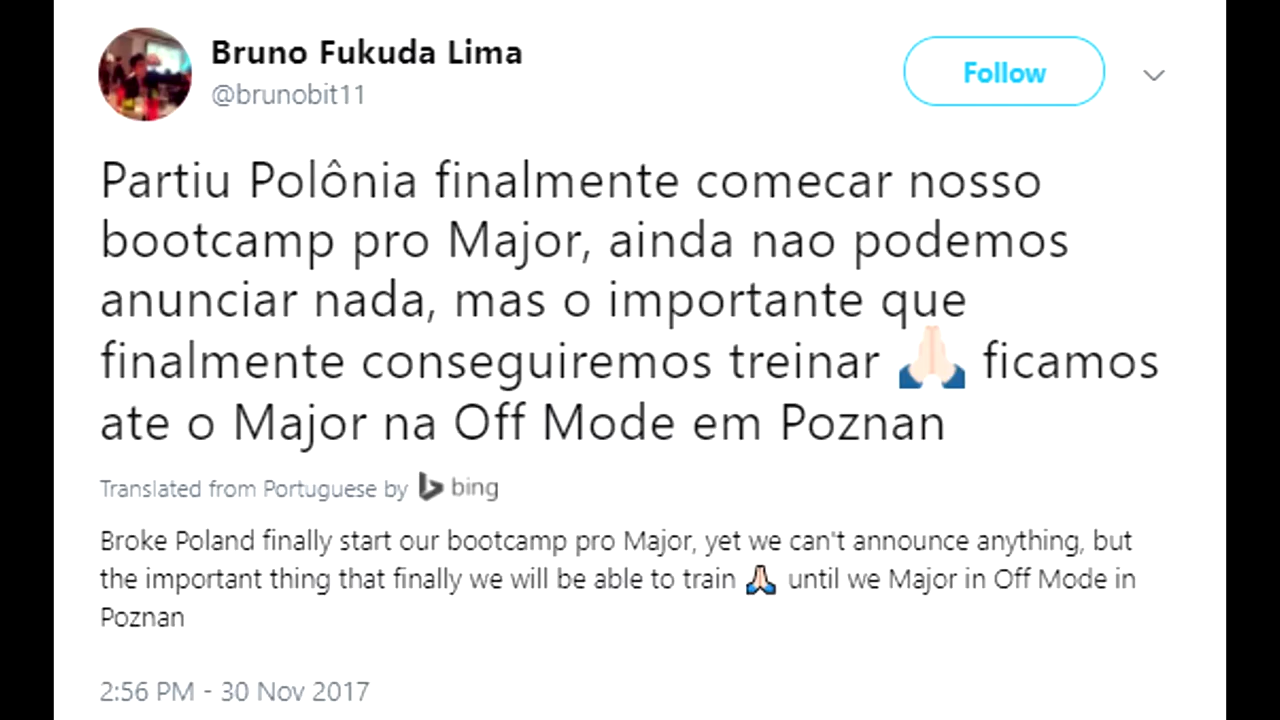 Bruno Fukuda Lima
@brunobit11
Follow
Partiu Polônia finalmente comecar nosso
bootcamp pro Major, ainda nao podemos
anunciar nada, mas o importante que
finalmente conseguiremos treinar 🙏🏻 ficamos
ate o Major na Off Mode em Poznan
Translated from Portuguese by bing
Broke Poland finally start our bootcamp pro Major, yet we can't announce anything, but
the important thing that finally we will be able to train 🙏🏻 until we Major in Off Mode in
Poznan
2:56 PM - 30 Nov 2017